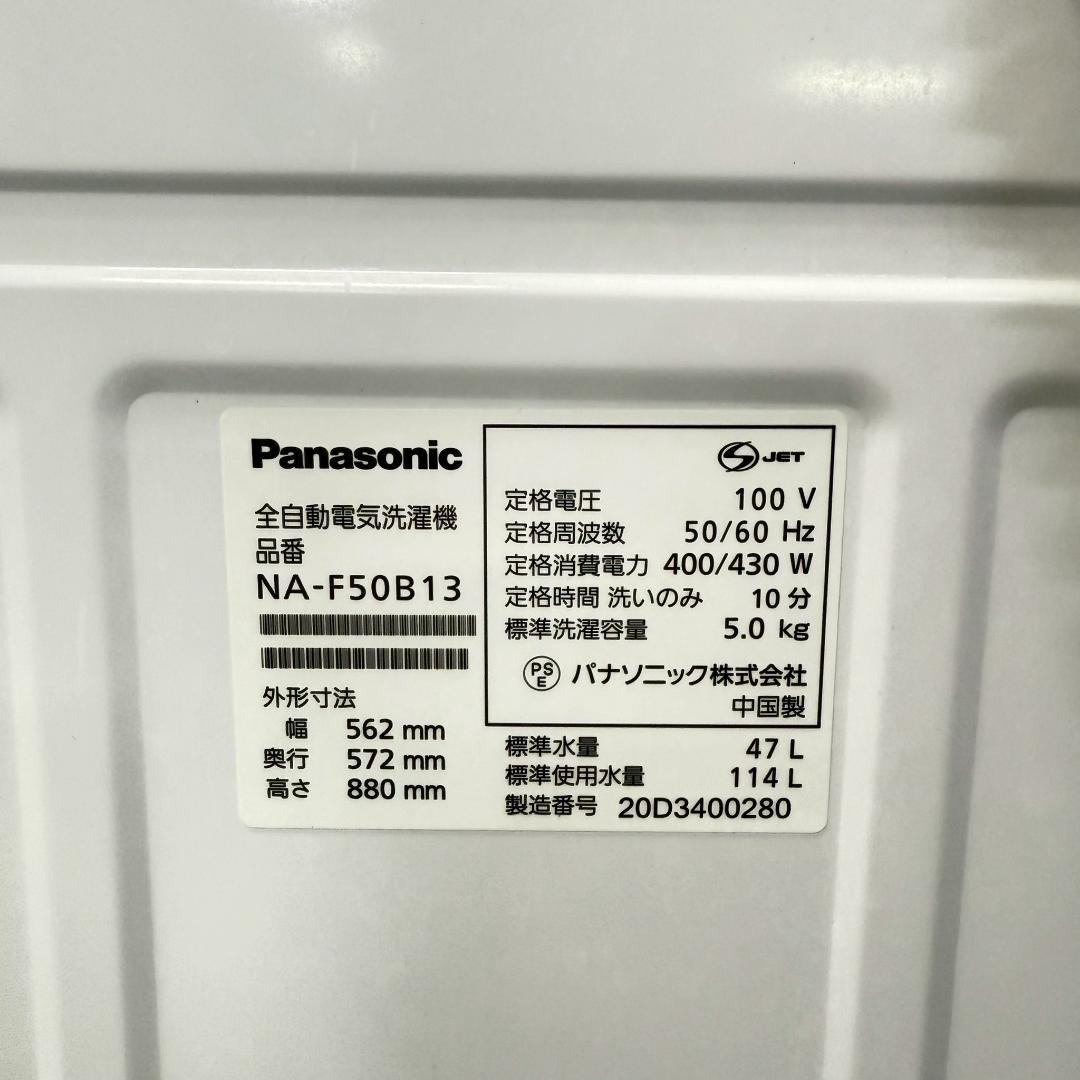 Panasonic
全自動電気洗濯機
品番
NA-F50B13
外形寸法
幅 562 mm
奥行 572 mm
高さ 880 mm
S JET
定格電圧 100 V
定格周波数 50/60 Hz
定格消費電力 400/430 W
定格時間 洗いのみ 10 分
標準洗濯容量 5.0 kg
PSE パナソニック株式会社
中国製
標準水量 47 L
標準使用水量 114 L
製造番号 20D3400280